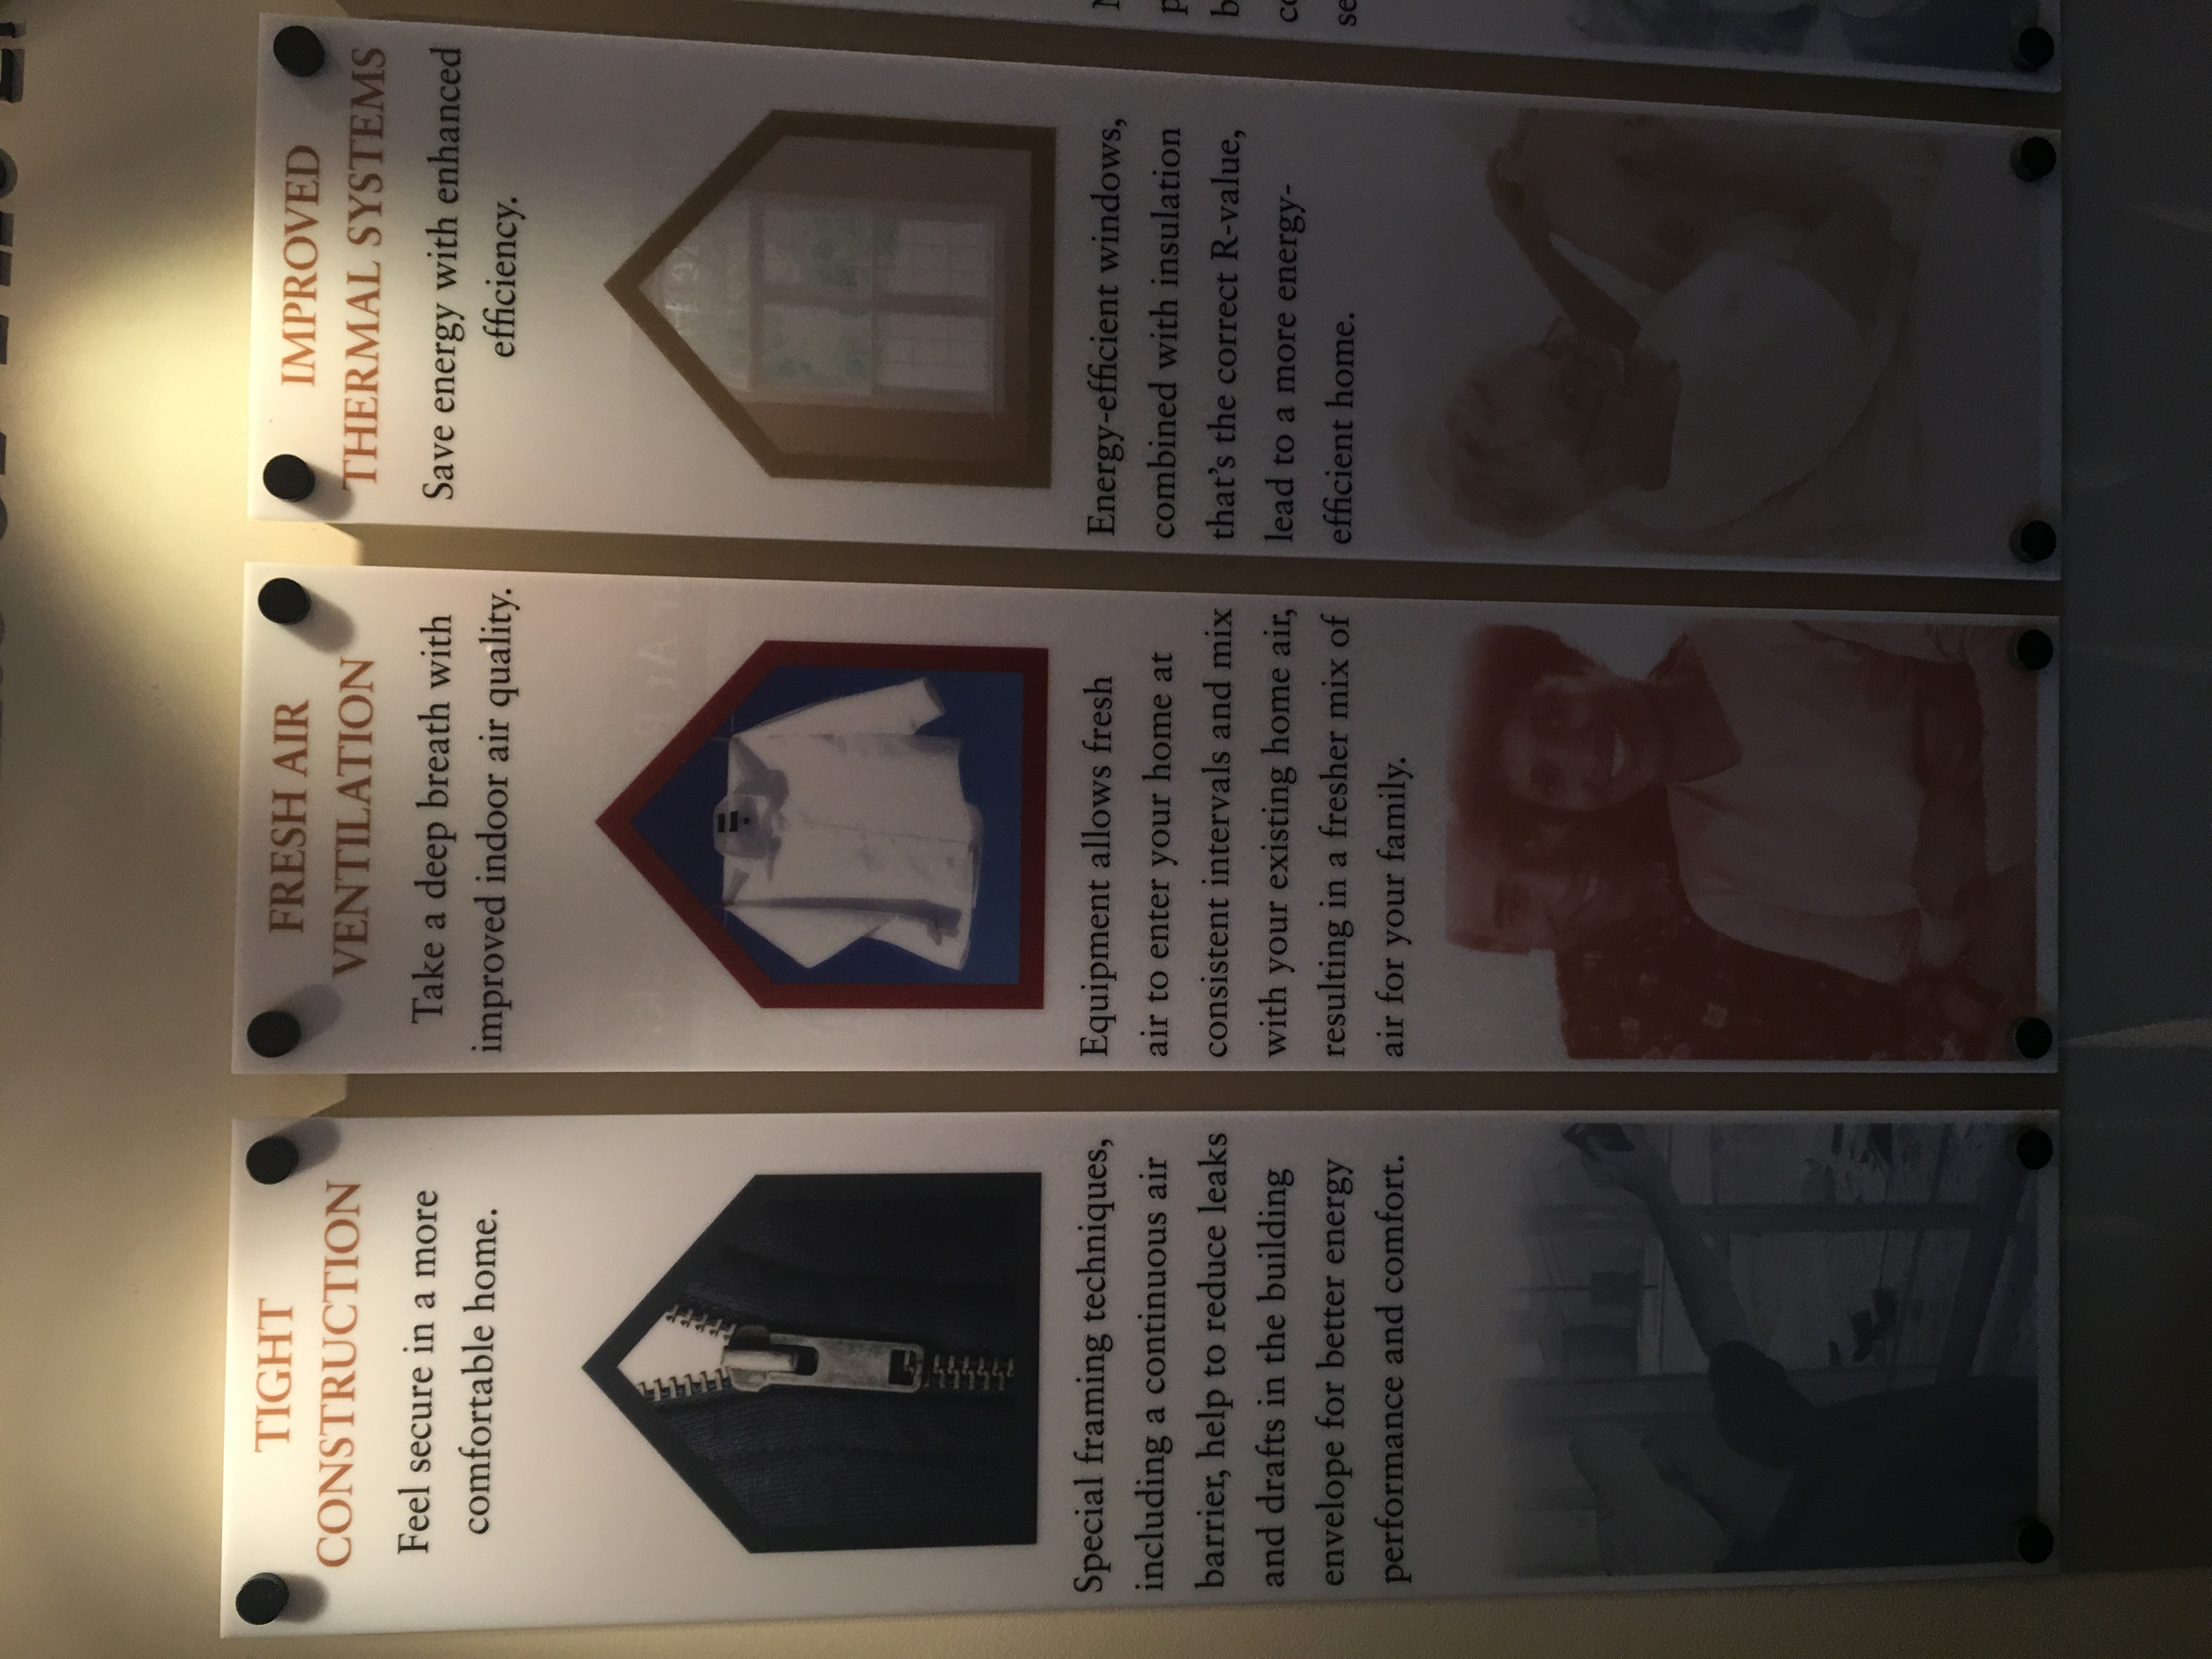 TIGHT
CONSTRUCTION
Feel secure in a more
comfortable home.
Special framing techniques,
including a continuous air
barrier, help to reduce leaks
and drafts in the building
envelope for better energy
performance and comfort.
FRESH AIR
VENTILATION
Take a deep breath with
improved indoor air quality.
Equipment allows fresh
air to enter your home at
consistent intervals and mix
with your existing home air,
resulting in a fresher mix of
air for your family.
IMPROVED
THERMAL SYSTEMS
Save energy with enhanced
efficiency.
Energy-efficient windows,
combined with insulation
that's the correct R-value,
lead to a more energy-
efficient home.